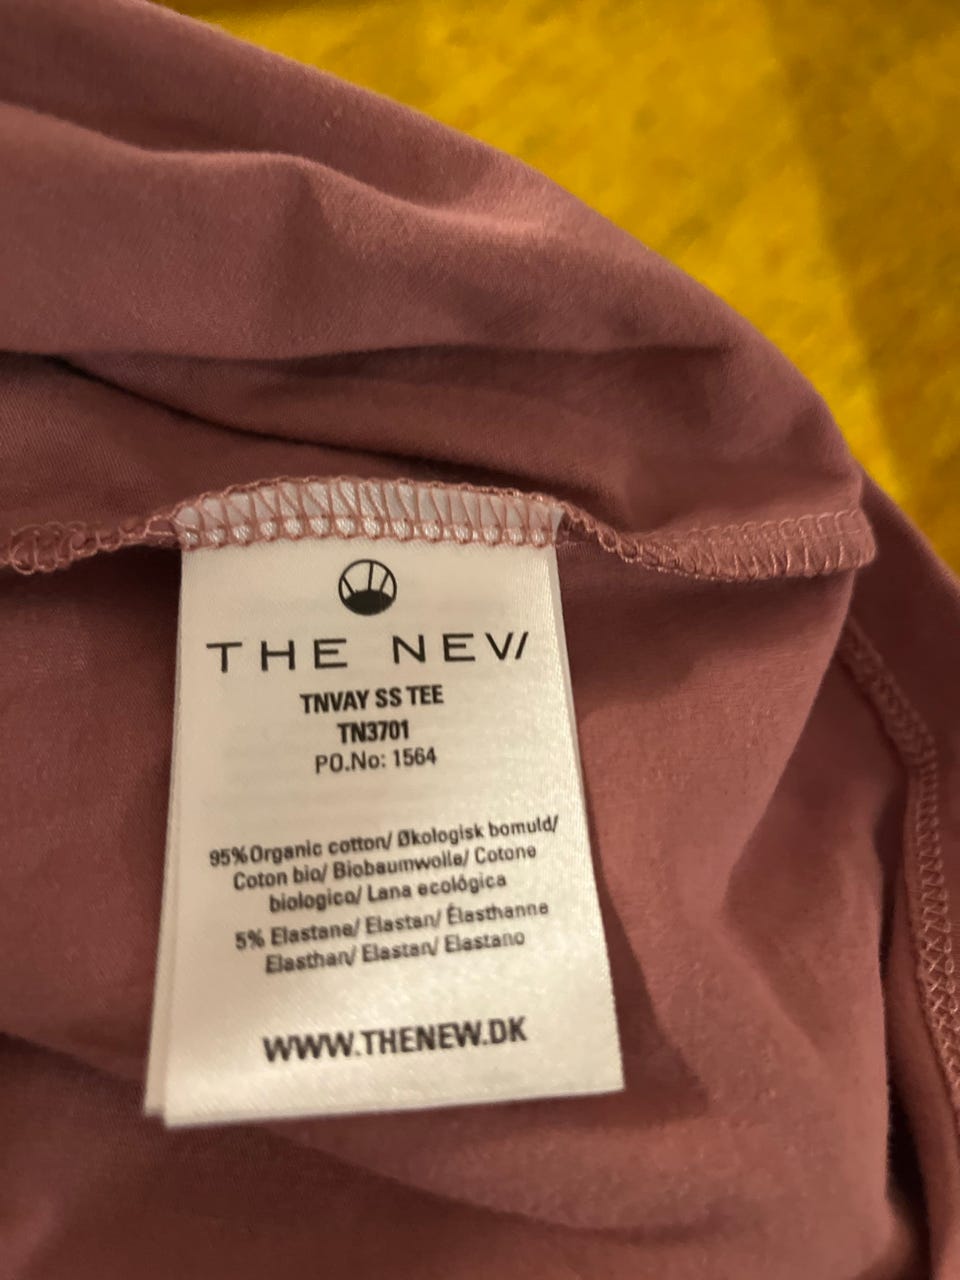 THE NEW
TNVAY SS TEE
TN3701
PO.No: 1564
95%Organic cotton/ Økologisk bomuld/
Coton bio/ Biobaumwolle/ Cotone
biologico/ Lana ecológica
5% Elastane/ Elastan/ Élasthanne
Elasthan/ Elastan/ Elastano
WWW.THENEW.DK